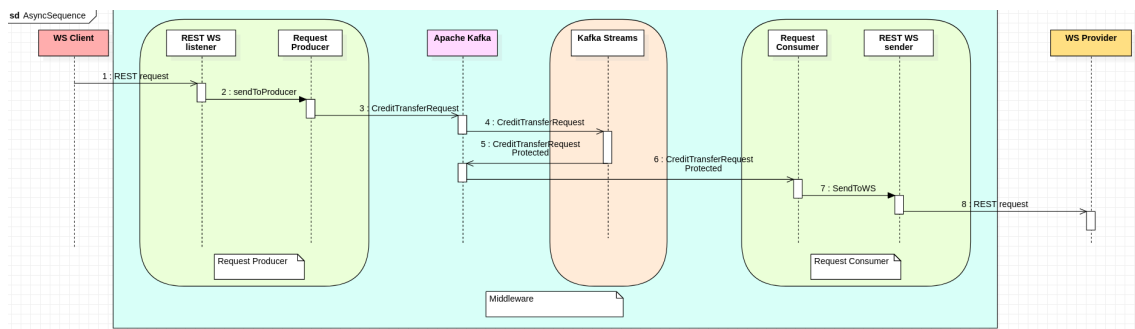 sd AsyncSequence
WS Client
REST WS
listener
Request
Producer
Apache Kafka
Kafka Streams
Request
Consumer
REST WS
sender
WS Provider
1 : REST request
2 : sendToProducer
3 : CreditTransferRequest
4 : CreditTransferRequest
5 : CreditTransferRequest
Protected
6 : CreditTransferRequest
Protected
7 : SendToWS
8 : REST request
Request Producer
Request Consumer
Middleware